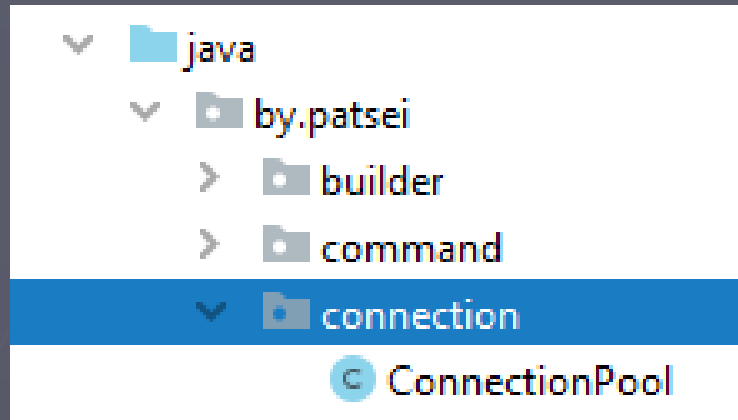 java
by.patsei
builder
command
connection
C ConnectionPool